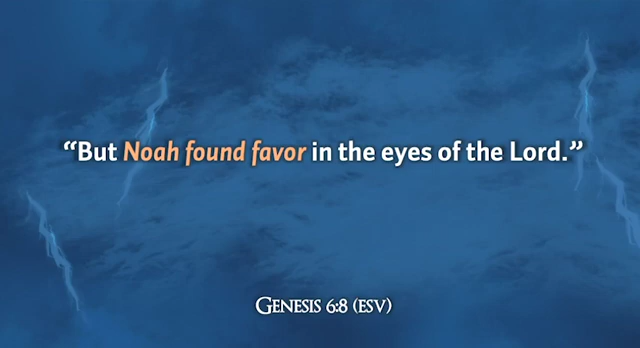 “But Noah found favor in the eyes of the Lord.”
Genesis 6:8 (ESV)